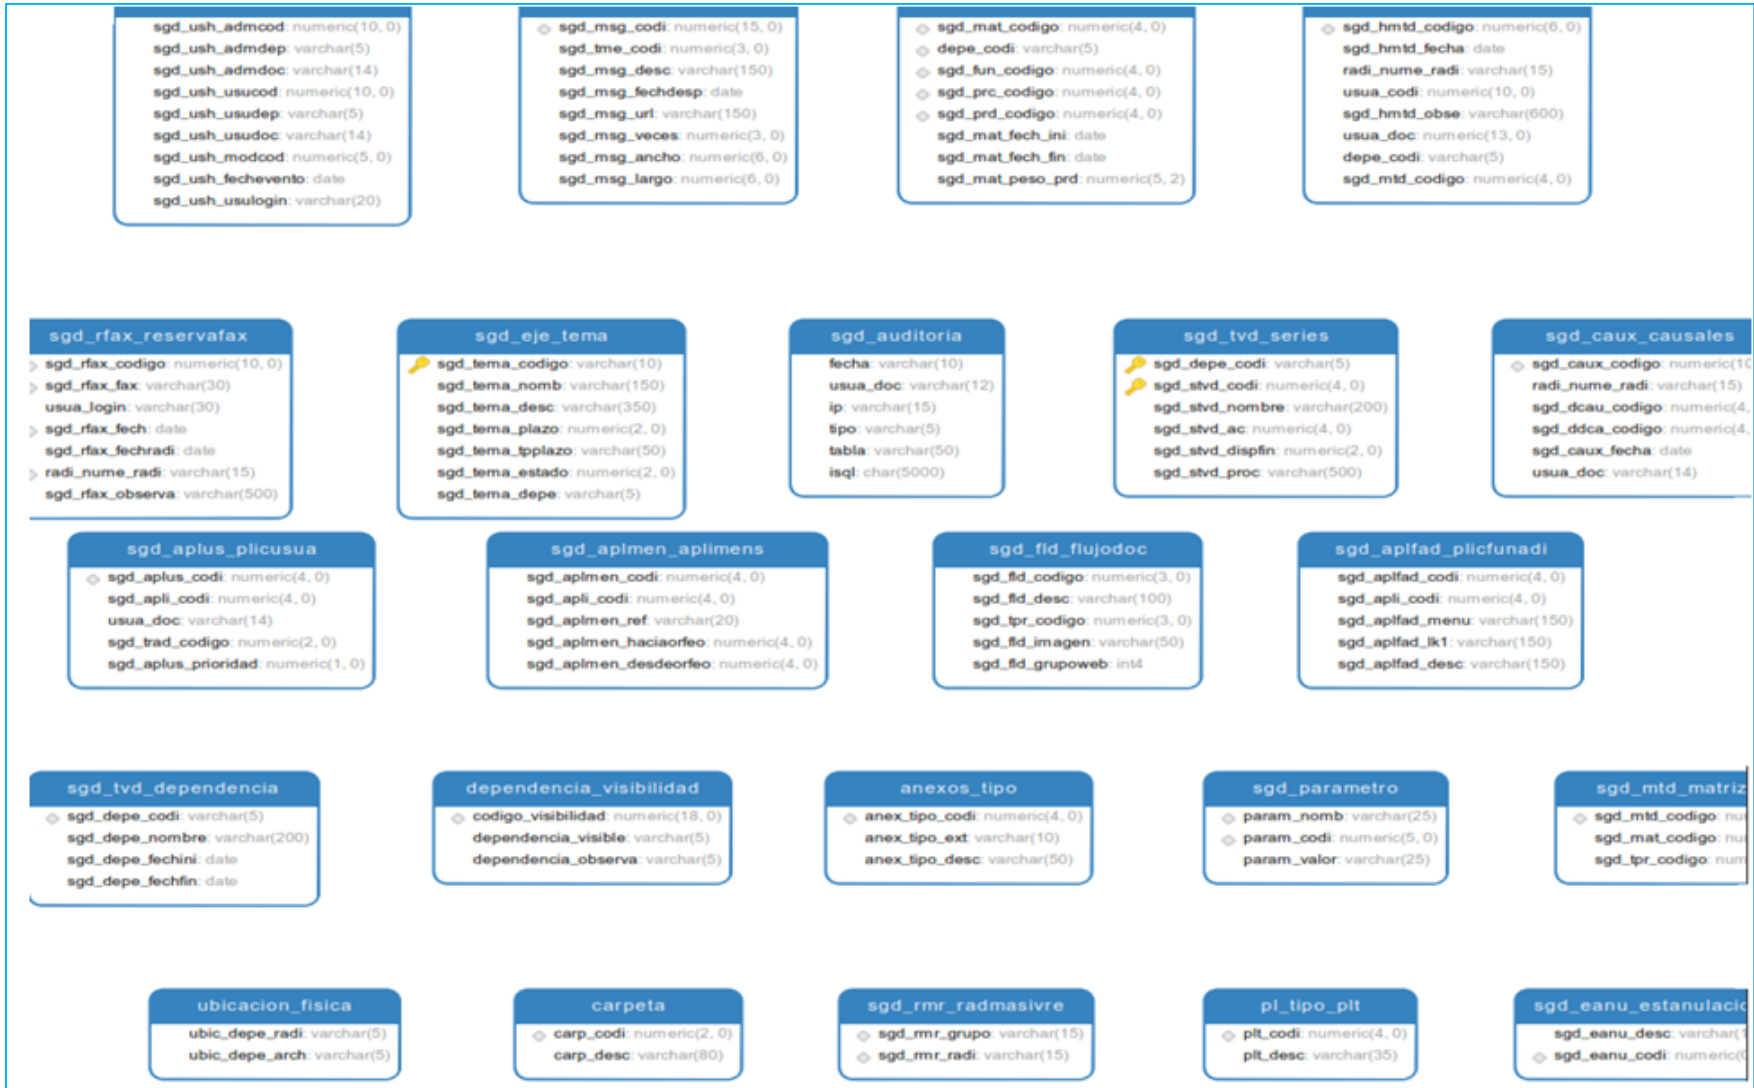 sgd_ush_admcod: numeric(10, 0)
sgd_ush_admdep: varchar(5)
sgd_ush_admdoc: varchar(14)
sgd_ush_usucod: numeric(10, 0)
sgd_ush_usudep: varchar(5)
sgd_ush_usudoc: varchar(14)
sgd_ush_modcod: numeric(5, 0)
sgd_ush_fechevento: date
sgd_ush_usulogin: varchar(20)
sgd_msg_codi: numeric(15, 0)
sgd_tme_codi: numeric(3, 0)
sgd_msg_desc: varchar(150)
sgd_msg_fechdesp: date
sgd_msg_url: varchar(150)
sgd_msg_veces: numeric(3, 0)
sgd_msg_ancho: numeric(6, 0)
sgd_msg_largo: numeric(6, 0)
sgd_mat_codigo: numeric(4, 0)
depe_codi: varchar(5)
sgd_fun_codigo: numeric(4, 0)
sgd_prc_codigo: numeric(4, 0)
sgd_prd_codigo: numeric(4, 0)
sgd_mat_fech_ini: date
sgd_mat_fech_fin: date
sgd_mat_peso_prd: numeric(5, 2)
sgd_hmtd_codigo: numeric(6, 0)
sgd_hmtd_fecha: date
radi_nume_radi: varchar(15)
usua_codi: numeric(10, 0)
sgd_hmtd_obse: varchar(600)
usua_doc: numeric(13, 0)
depe_codi: varchar(5)
sgd_mtd_codigo: numeric(4, 0)
sgd_rfax_reservafax
sgd_rfax_codigo: numeric(10, 0)
sgd_rfax_fax: varchar(30)
usua_login: varchar(30)
sgd_rfax_fech: date
sgd_rfax_fechradi: date
radi_nume_radi: varchar(15)
sgd_rfax_observa: varchar(500)
sgd_eje_tema
sgd_tema_codigo: varchar(10)
sgd_tema_nomb: varchar(150)
sgd_tema_desc: varchar(350)
sgd_tema_plazo: numeric(2, 0)
sgd_tema_tpplazo: varchar(50)
sgd_tema_estado: numeric(2, 0)
sgd_tema_depe: varchar(5)
sgd_auditoria
fecha: varchar(10)
usua_doc: varchar(12)
ip: varchar(15)
tipo: varchar(5)
tabla: varchar(50)
isql: char(5000)
sgd_tvd_series
sgd_depe_codi: varchar(5)
sgd_stvd_codi: numeric(4, 0)
sgd_stvd_nombre: varchar(200)
sgd_stvd_ac: numeric(4, 0)
sgd_stvd_dispfin: numeric(2, 0)
sgd_stvd_proc: varchar(500)
sgd_caux_causales
sgd_caux_codigo: numeric(10
radi_nume_radi: varchar(15)
sgd_dcau_codigo: numeric(4,
sgd_ddca_codigo: numeric(4,
sgd_caux_fecha: date
usua_doc: varchar(14)
sgd_aplus_plicusua
sgd_aplus_codi: numeric(4, 0)
sgd_apli_codi: numeric(4, 0)
usua_doc: varchar(14)
sgd_trad_codigo: numeric(2, 0)
sgd_aplus_prioridad: numeric(1, 0)
sgd_aplmen_aplimens
sgd_aplmen_codi: numeric(4, 0)
sgd_apli_codi: numeric(4, 0)
sgd_aplmen_ref: varchar(20)
sgd_aplmen_haciaorfeo: numeric(4, 0)
sgd_aplmen_desdeorfeo: numeric(4, 0)
sgd_fld_flujodoc
sgd_fld_codigo: numeric(3, 0)
sgd_fld_desc: varchar(100)
sgd_tpr_codigo: numeric(3, 0)
sgd_fld_imagen: varchar(50)
sgd_fld_grupoweb: int4
sgd_aplfad_plicfunadi
sgd_aplfad_codi: numeric(4, 0)
sgd_apli_codi: numeric(4, 0)
sgd_aplfad_menu: varchar(150)
sgd_aplfad_lk1: varchar(150)
sgd_aplfad_desc: varchar(150)
sgd_tvd_dependencia
sgd_depe_codi: varchar(5)
sgd_depe_nombre: varchar(200)
sgd_depe_fechini: date
sgd_depe_fechfin: date
dependencia_visibilidad
codigo_visibilidad: numeric(18, 0)
dependencia_visible: varchar(5)
dependencia_observa: varchar(5)
anexos_tipo
anex_tipo_codi: numeric(4, 0)
anex_tipo_ext: varchar(10)
anex_tipo_desc: varchar(50)
sgd_parametro
param_nomb: varchar(25)
param_codi: numeric(5, 0)
param_valor: varchar(25)
sgd_mtd_matriz
sgd_mtd_codigo: nu
sgd_mat_codigo: nu
sgd_tpr_codigo: num
ubicacion_fisica
ubic_depe_radi: varchar(5)
ubic_depe_arch: varchar(5)
carpeta
carp_codi: numeric(2, 0)
carp_desc: varchar(80)
sgd_rmr_radmasivre
sgd_rmr_grupo: varchar(15)
sgd_rmr_radi: varchar(15)
pl_tipo_plt
plt_codi: numeric(4, 0)
plt_desc: varchar(35)
sgd_eanu_estanulacio
sgd_eanu_desc: varchar(1
sgd_eanu_codi: numeric(